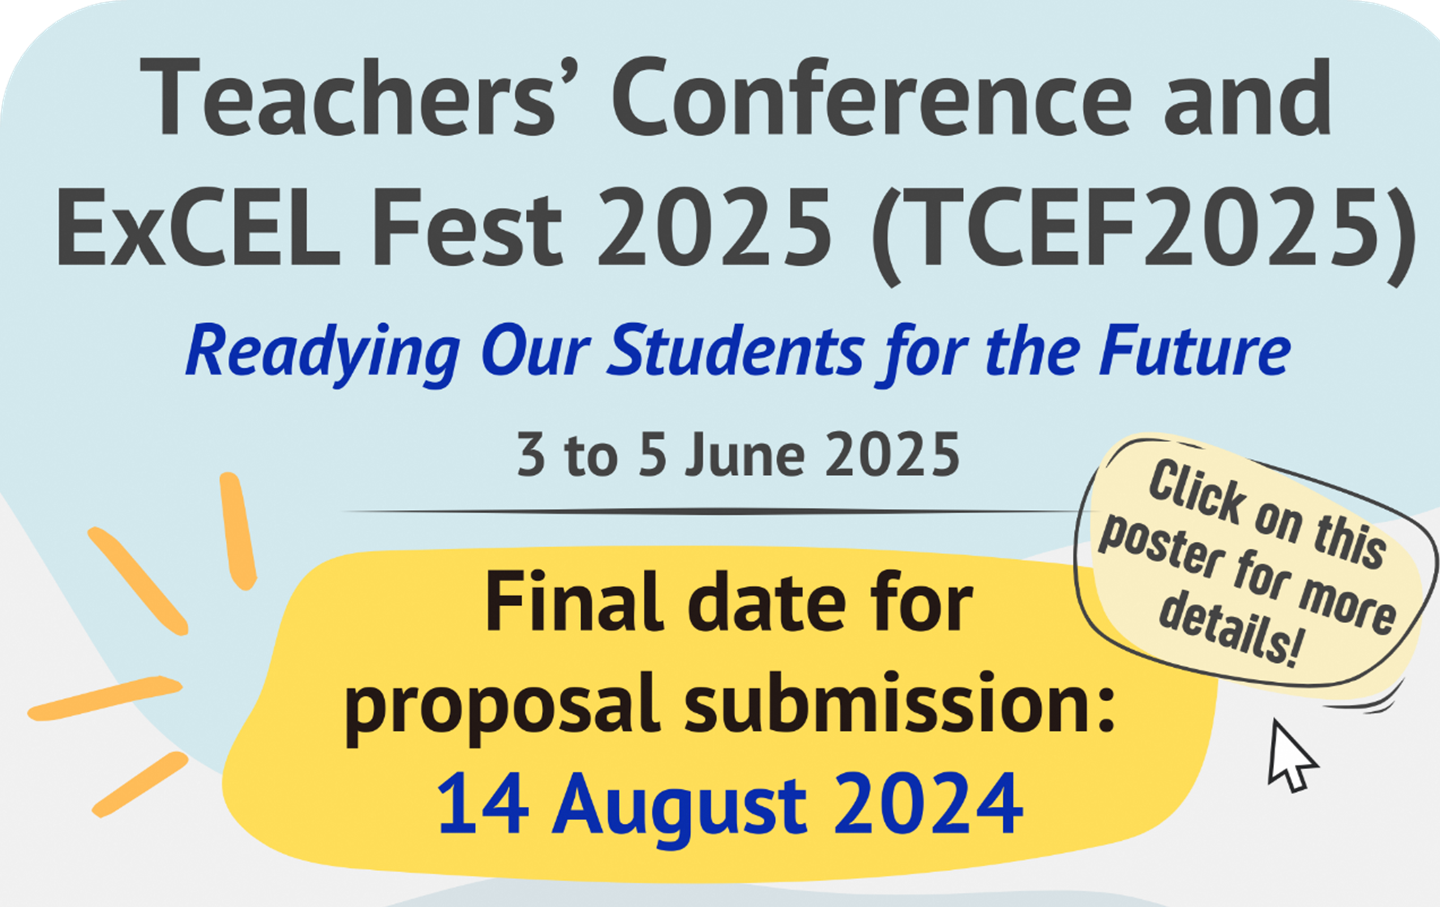 Teachers’ Conference and
ExCEL Fest 2025 (TCEF2025)
Readying Our Students for the Future
3 to 5 June 2025
Final date for
proposal submission:
14 August 2024
Click on this
poster for more
details!